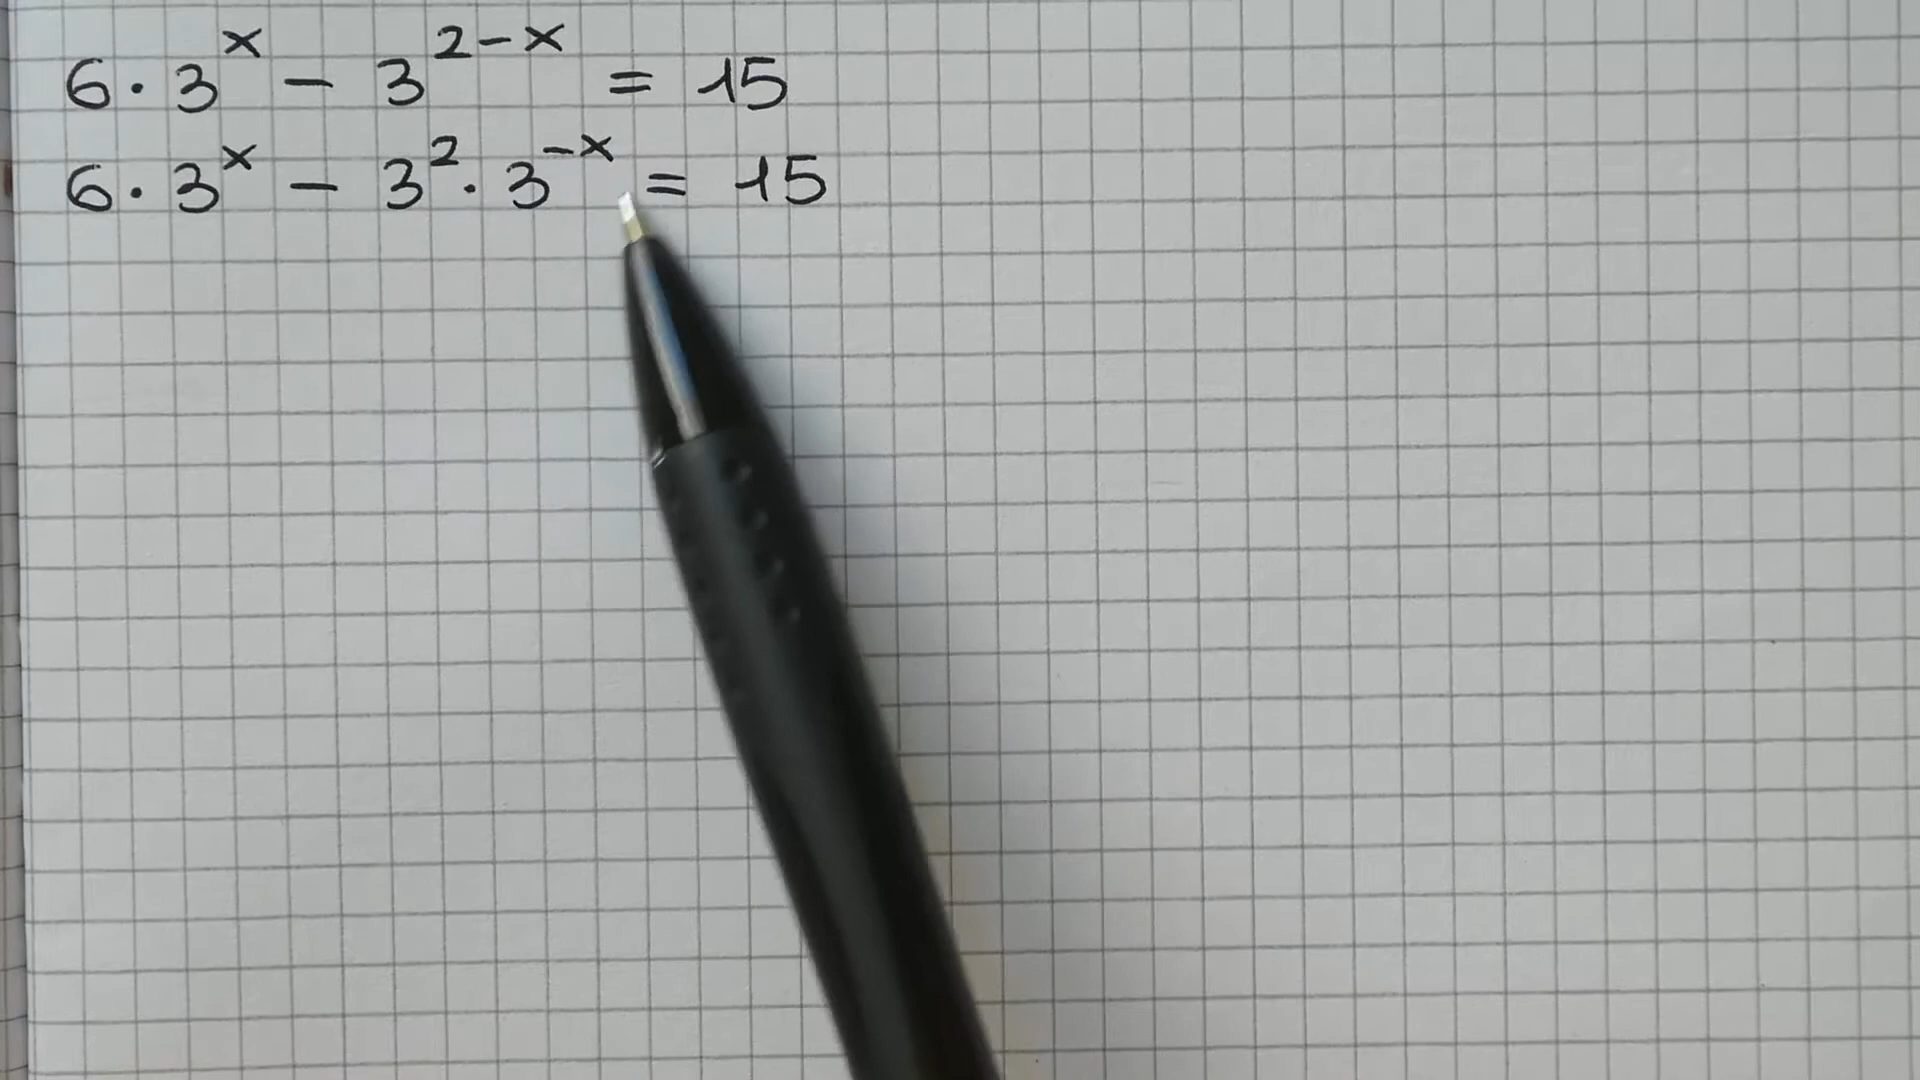 6 · 3^x − 3^{2−x} = 15
6 · 3^x − 3^2 · 3^{−x} = 15